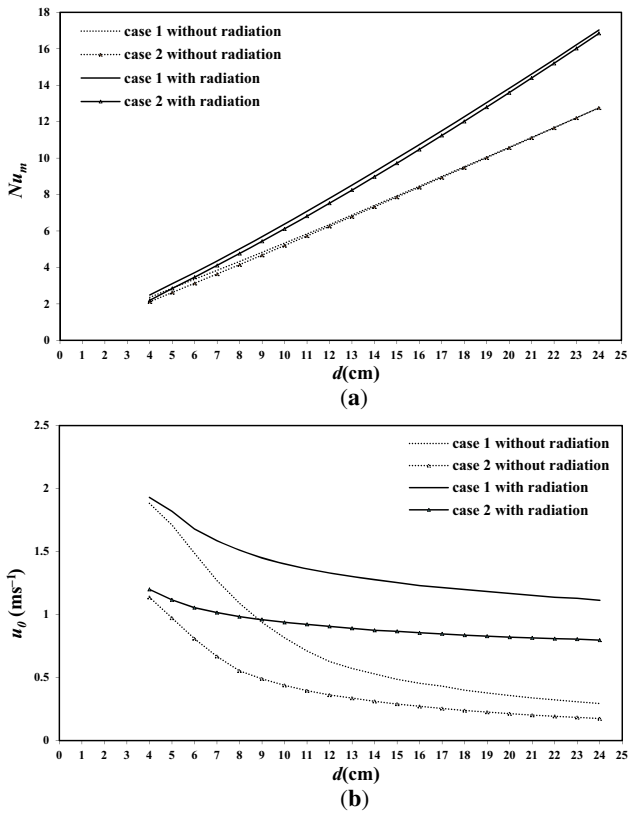 18
16
14
12
10
8
6
4
2
0
Nu_m
case 1 without radiation
case 2 without radiation
case 1 with radiation
case 2 with radiation
0 1 2 3 4 5 6 7 8 9 10 11 12 13 14 15 16 17 18 19 20 21 22 23 24
d(cm)
(a)
2.5
2
1.5
1
0.5
0
u_0 (ms⁻¹)
case 1 without radiation
case 2 without radiation
case 1 with radiation
case 2 with radiation
0 1 2 3 4 5 6 7 8 9 10 11 12 13 14 15 16 17 18 19 20 21 22 23 24
d(cm)
(b)